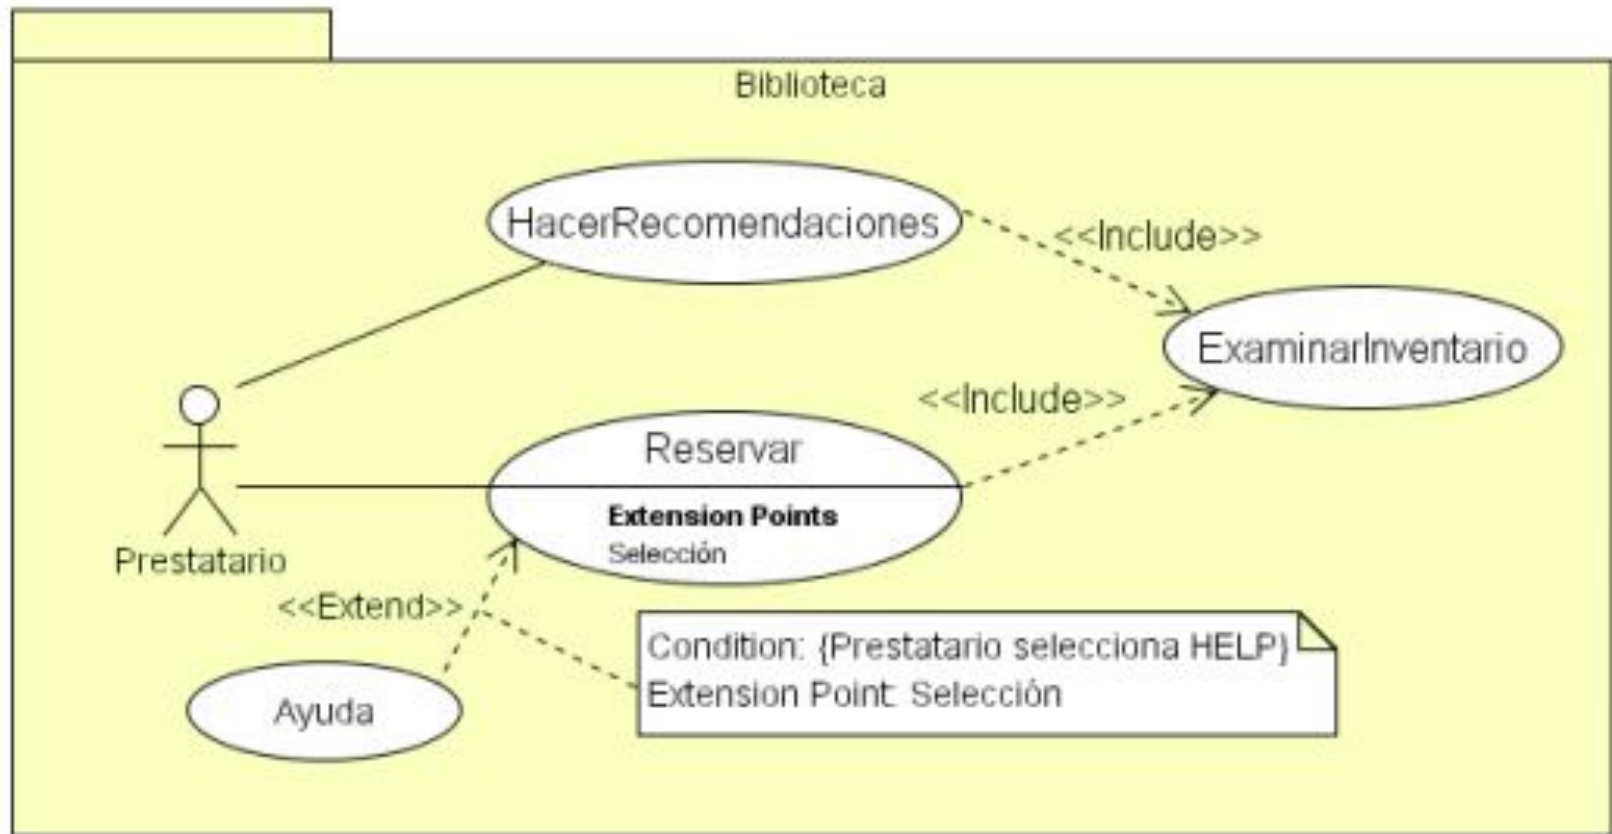 Biblioteca
HacerRecomendaciones
<<Include>>
ExaminarInventario
<<Include>>
Reservar
Extension Points
Selección
Prestatario
<<Extend>>
Condition: {Prestatario selecciona HELP}
Extension Point: Selección
Ayuda